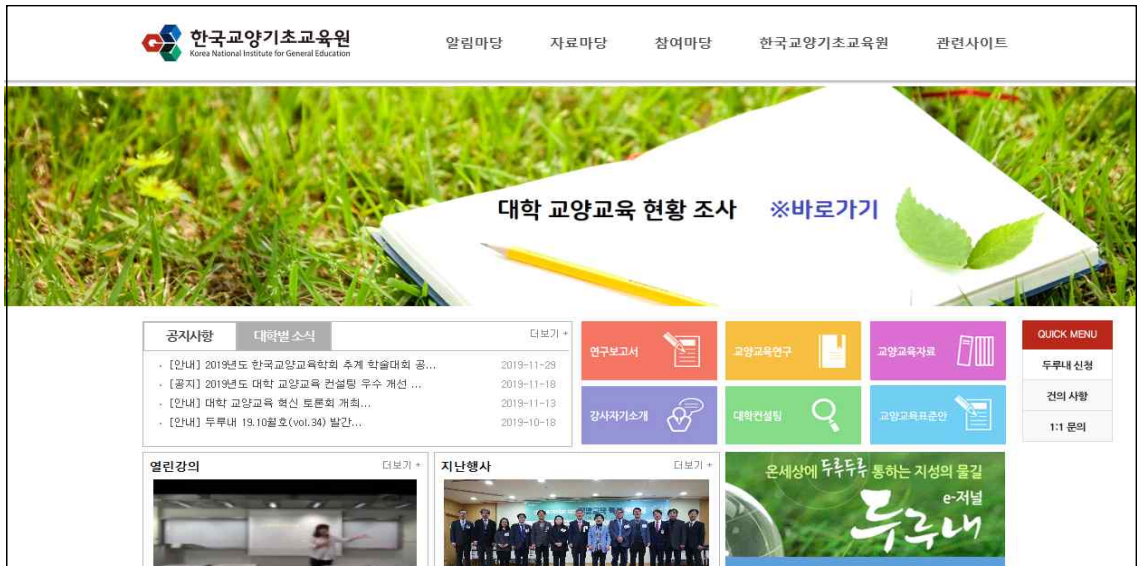 한국교양기초교육원
Korea National Institute for General Education
알림마당 자료마당 참여마당 한국교양기초교육원 관련사이트
대학 교양교육 현황 조사 ※바로가기
공지사항 대학별 소식 더보기 +
· [안내] 2019년도 한국교양교육학회 추계 학술대회 공... 2019-11-29
· [공지] 2019년도 대학 교양교육 컨설팅 우수 개선 ... 2019-11-18
· [안내] 대학 교양교육 혁신 토론회 개최... 2019-11-13
· [안내] 두루내 19.10월호(vol.34) 발간... 2019-10-18
연구보고서 교양교육연구 교양교육자료
강사자기소개 대학컨설팅 교양교육표준안
QUICK MENU
두루내 신청
건의 사항
1:1 문의
열린강의 더보기 +
지난행사 더보기 +
온세상에 두루두루 통하는 지성의 물길
e-저널
두루내